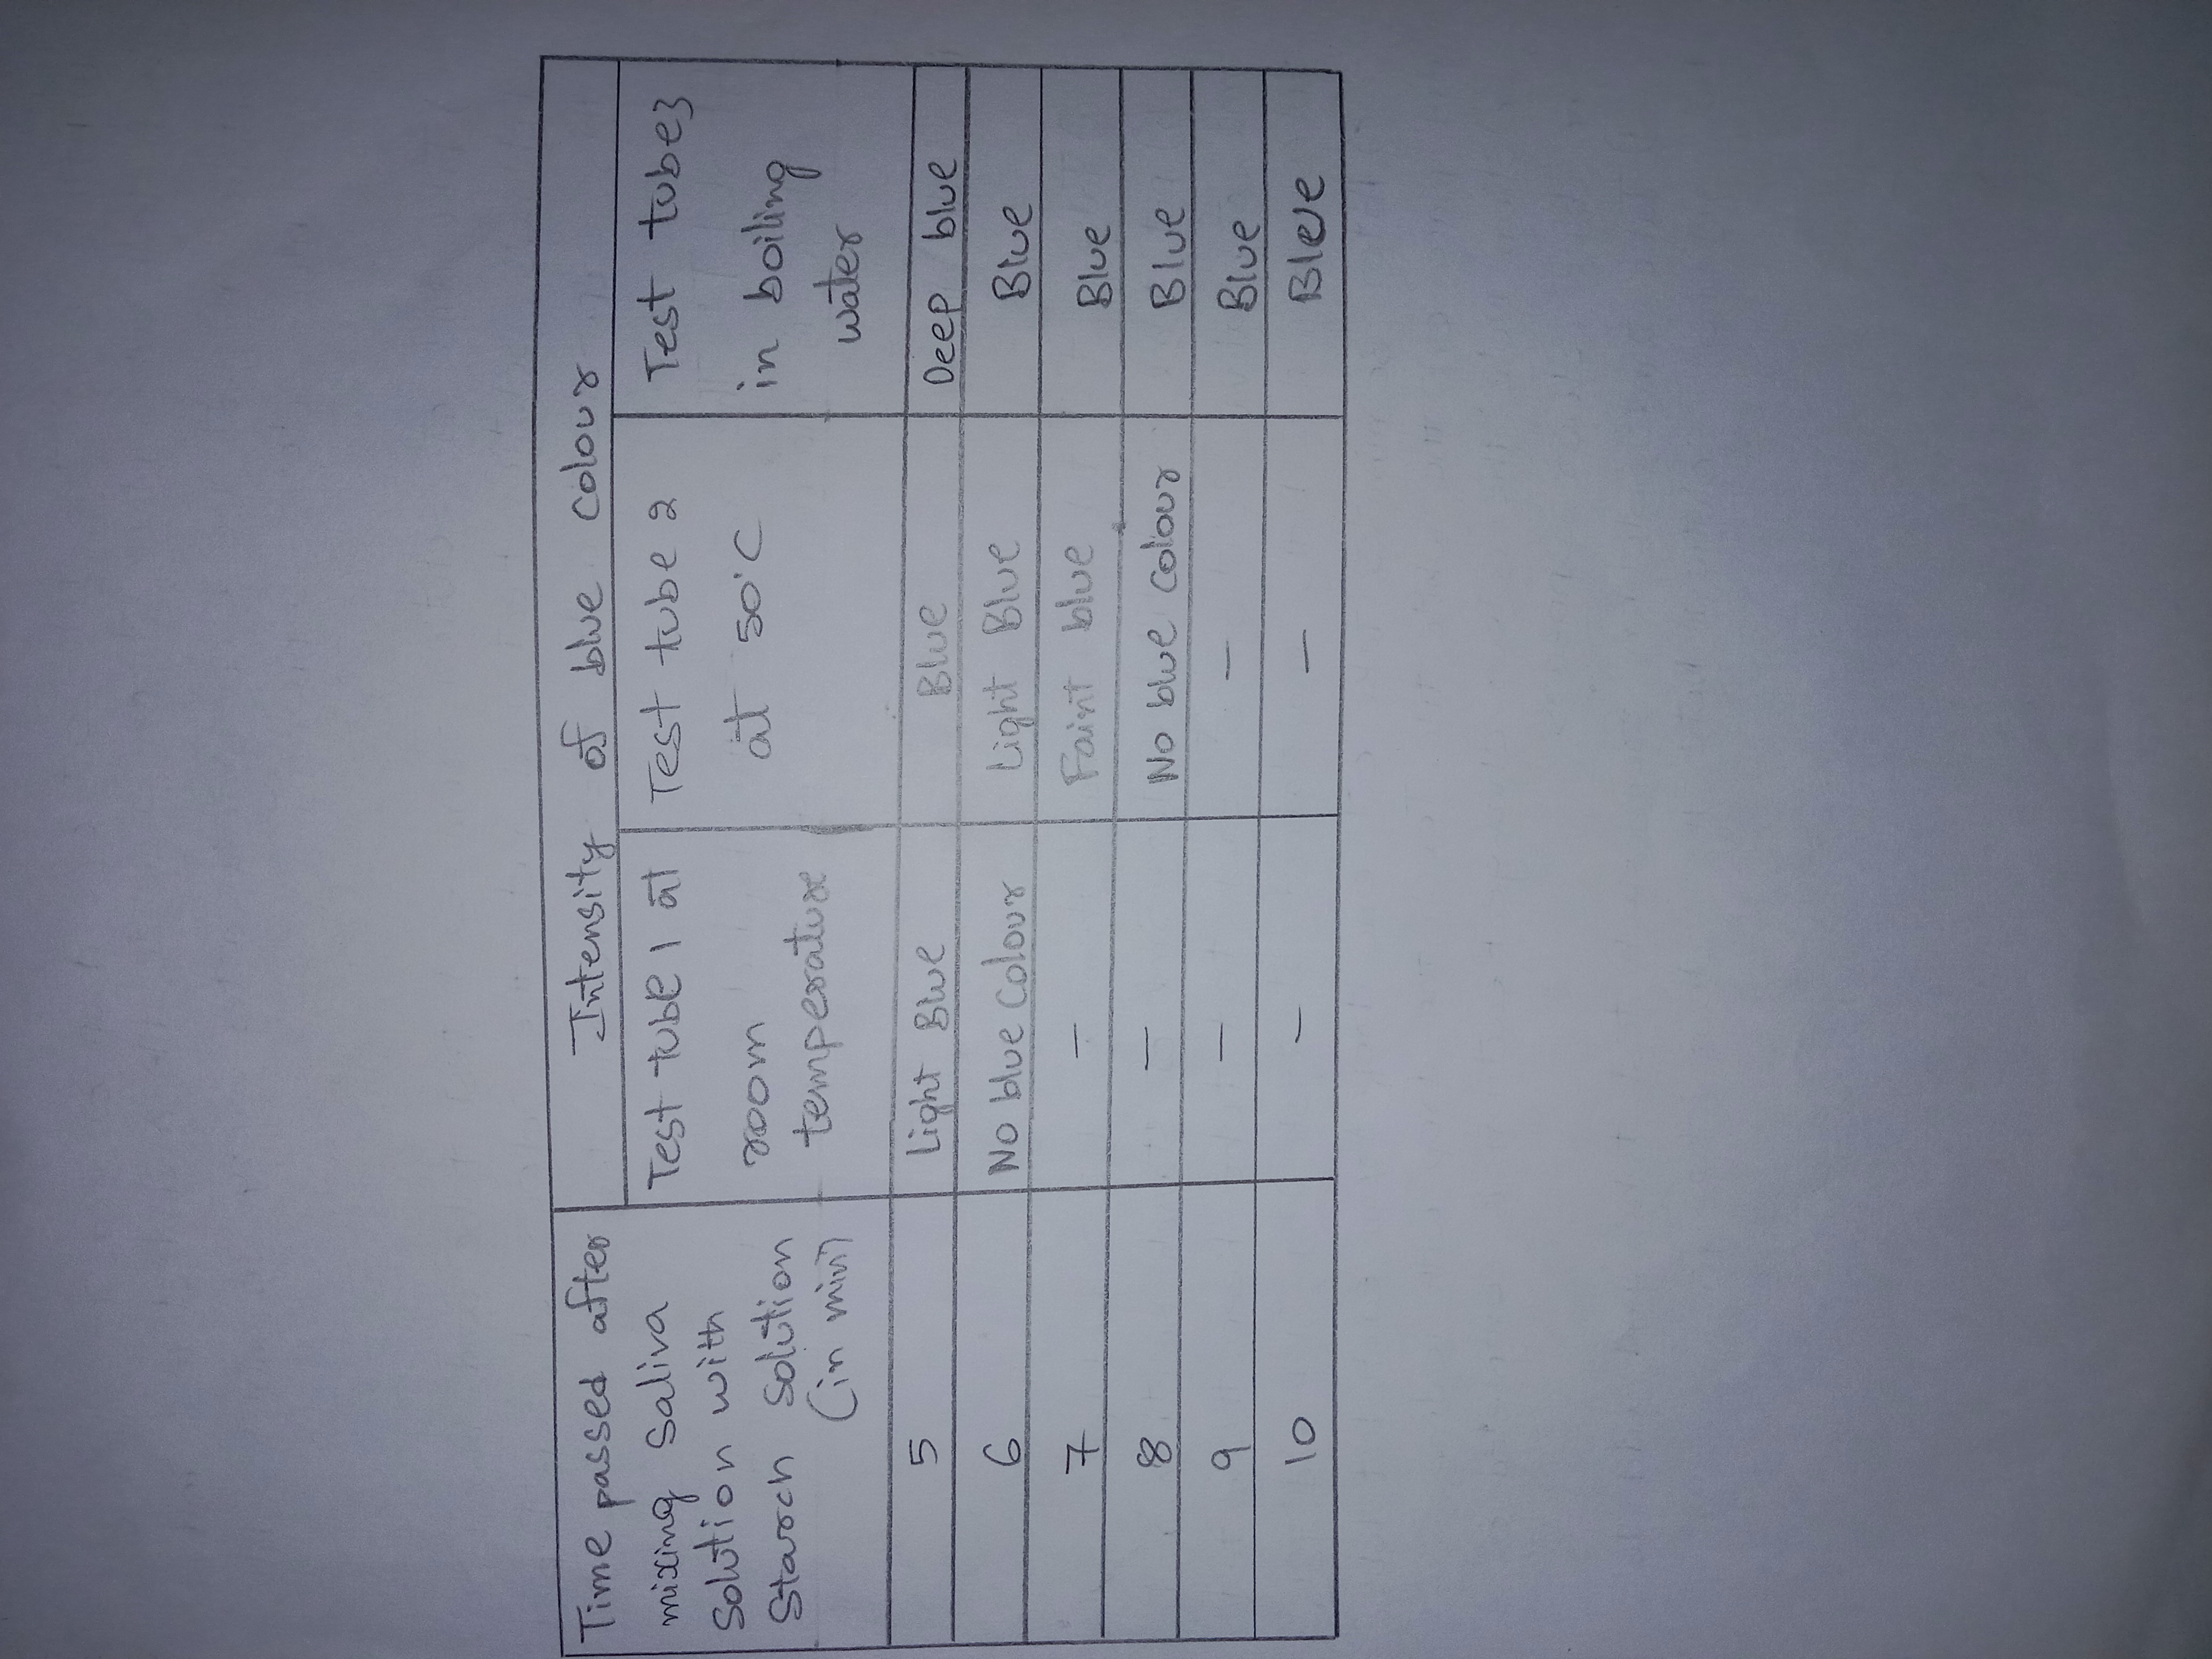 Time passed after
mixing Saliva
Solution with
Starch Solution
(in min)
Intensity of blue colour
Test tube 1 at
room
temperature
Test tube 2
at 50°C
Test tube 3
in boiling
water
5 Light Blue Blue Deep blue
6 No blue colour Light Blue Blue
7 — Faint blue Blue
8 — No blue colour Blue
9 — — Blue
10 — — Blue